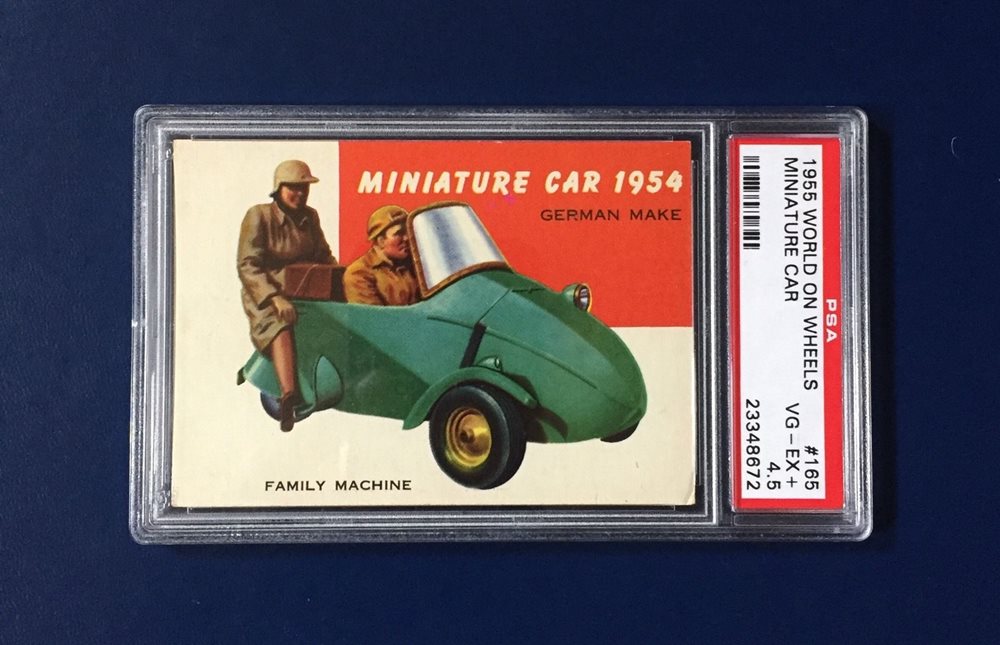 MINIATURE CAR 1954
GERMAN MAKE
FAMILY MACHINE
PSA
1955 WORLD ON WHEELS #165
MINIATURE CAR VG-EX+
4.5
23348672